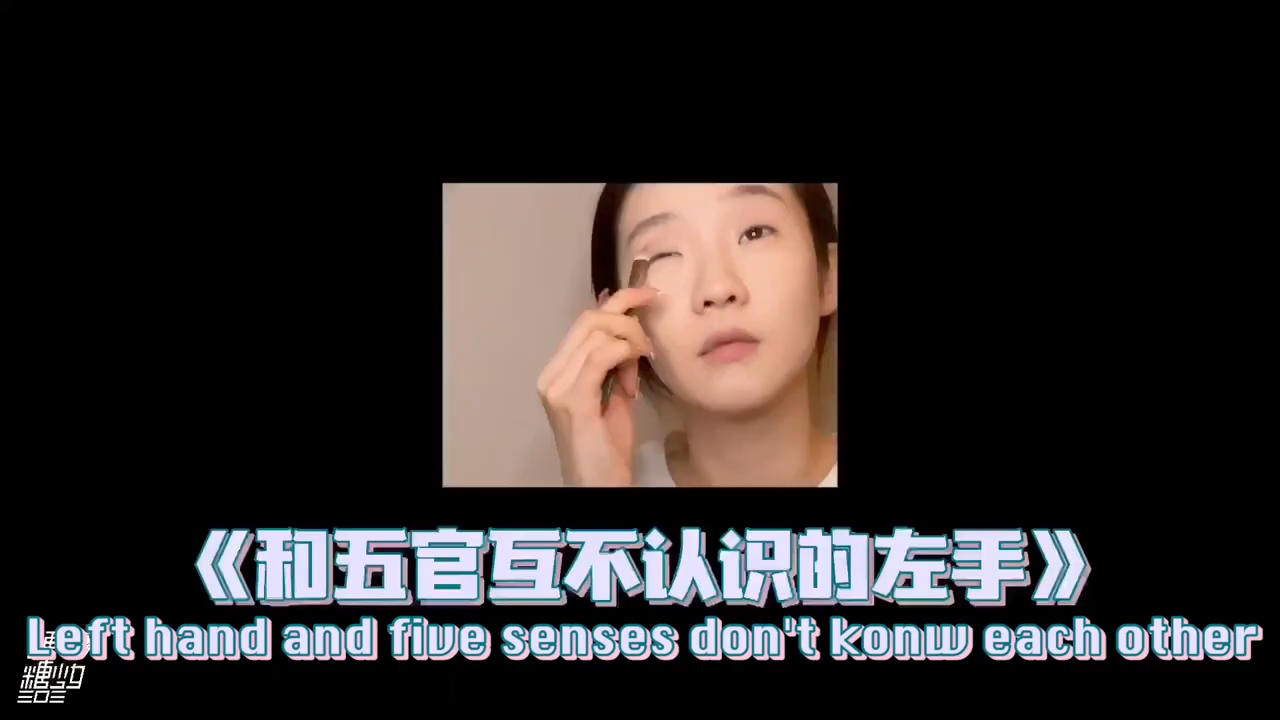 《和五官互不认识的左手》
Left hand and five senses don't konw each other